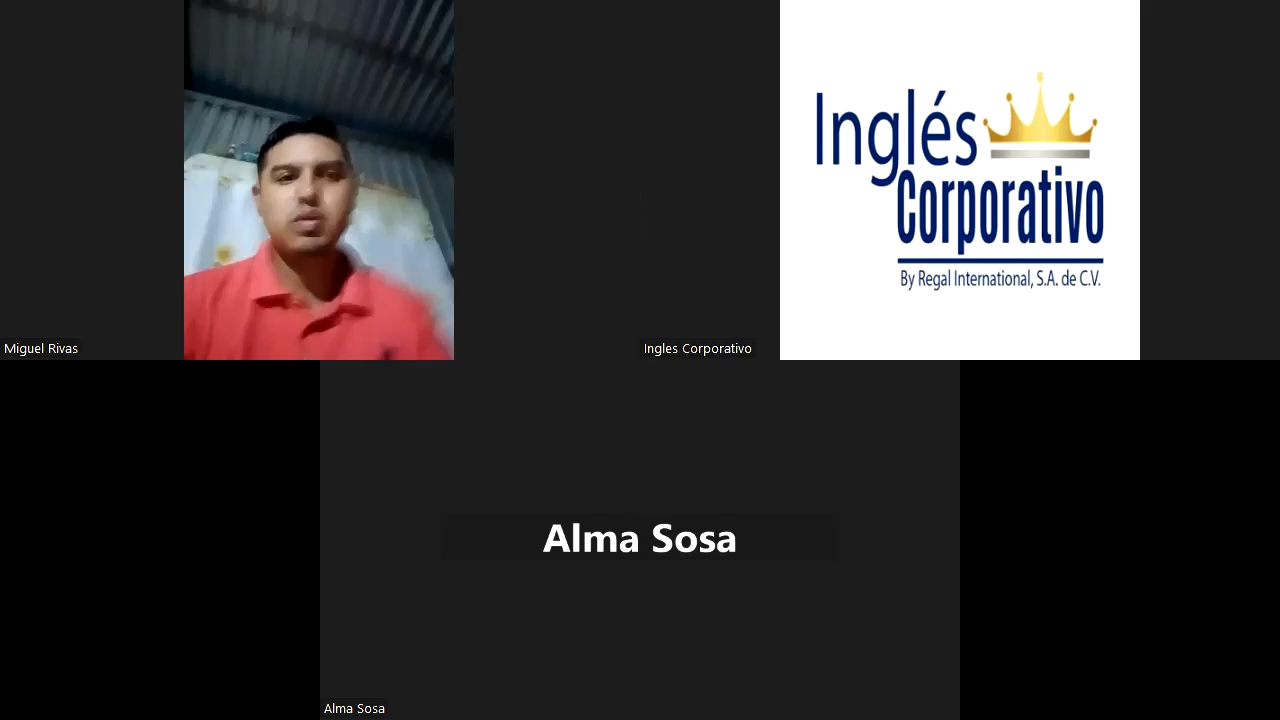 Inglés
Corporativo
By Regal International, S.A. de C.V.
Miguel Rivas
Ingles Corporativo
Alma Sosa
Alma Sosa